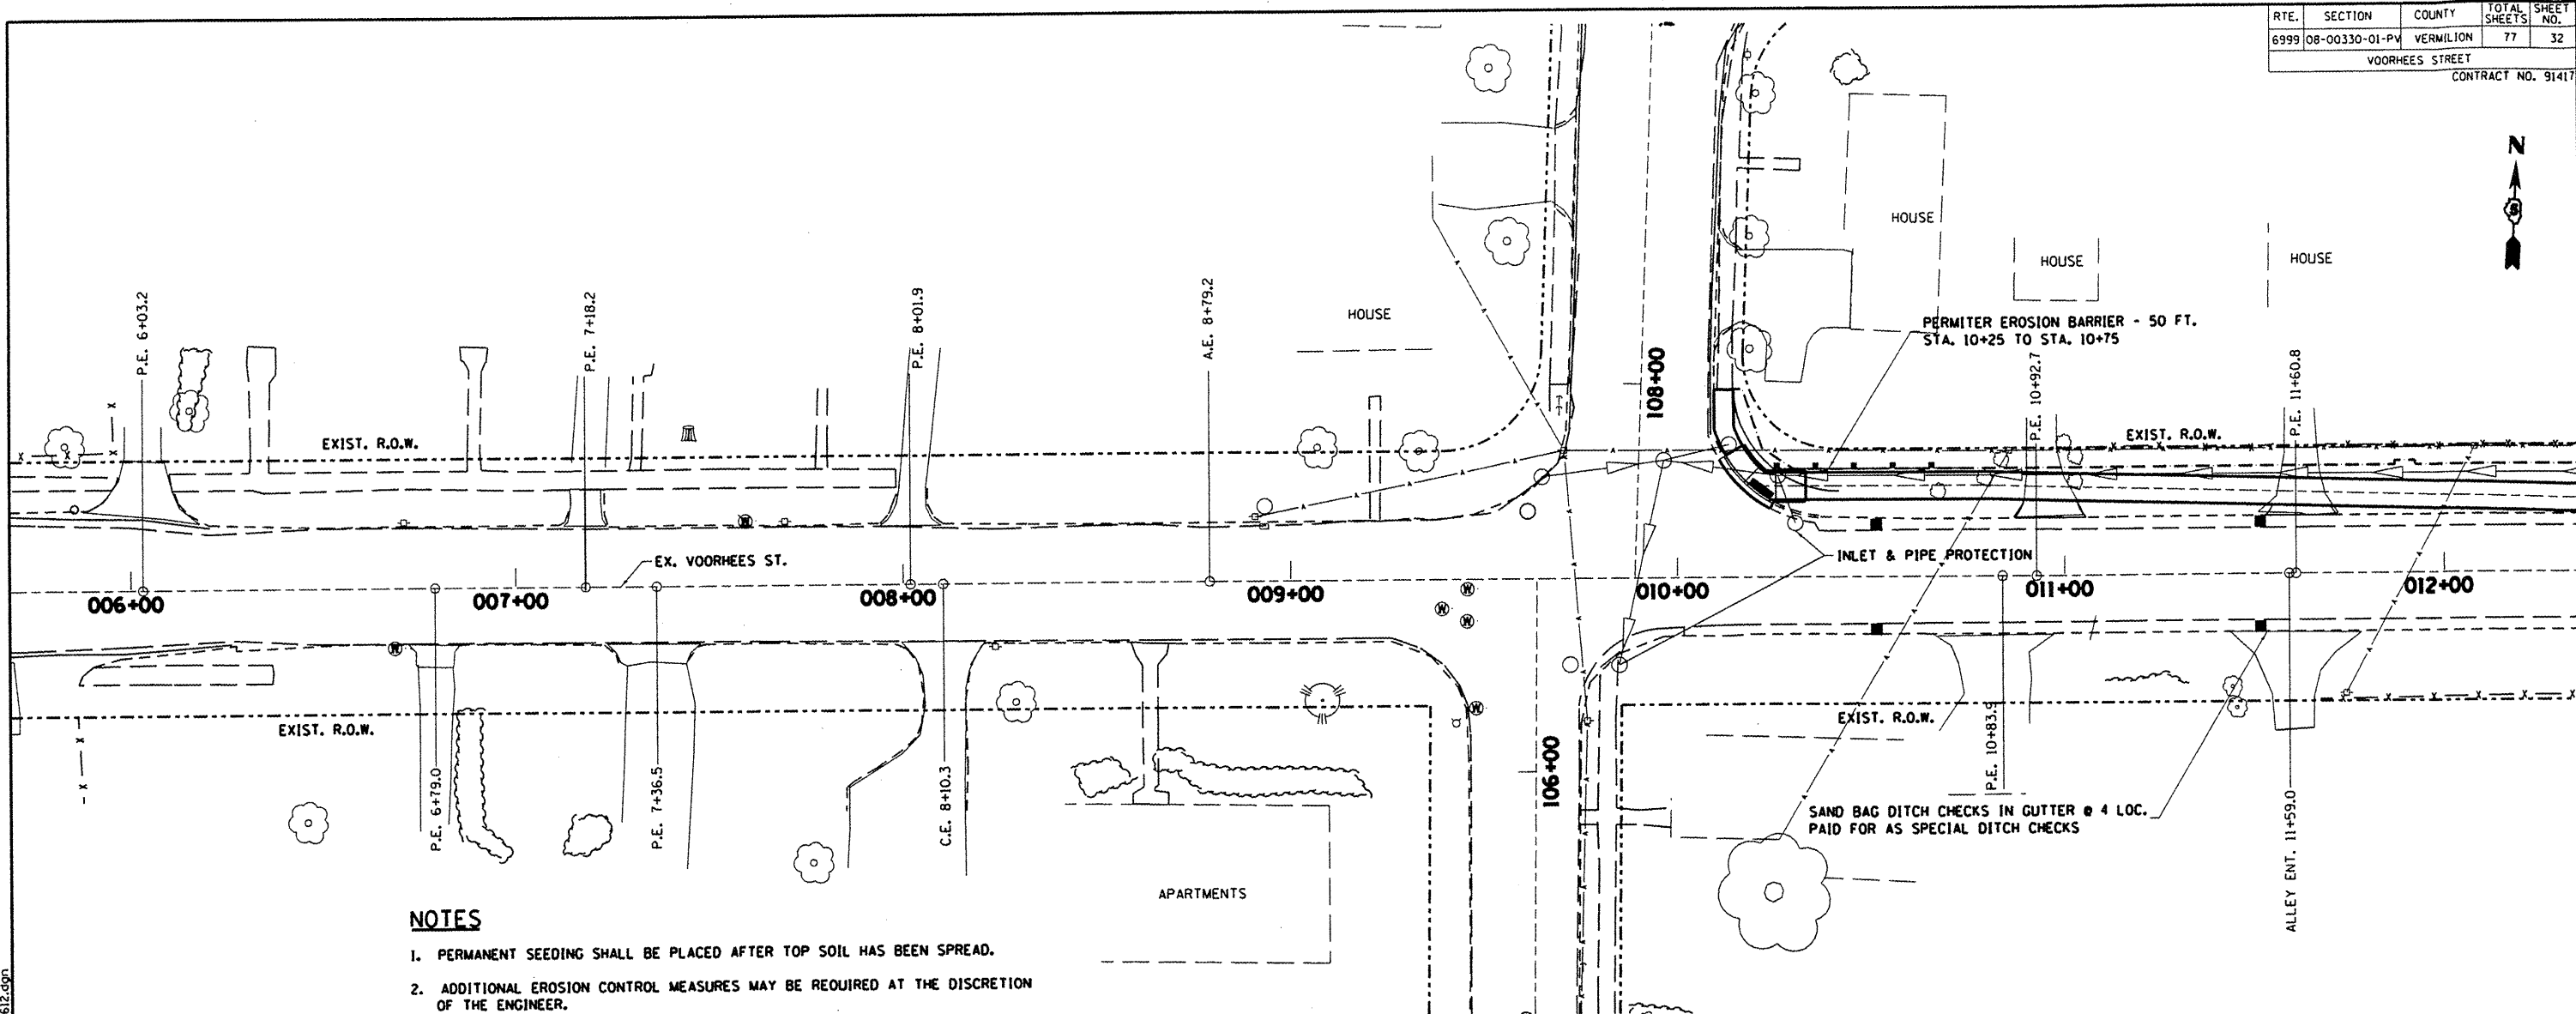 RTE. SECTION COUNTY TOTAL SHEETS SHEET NO.
6999 08-00330-01-PV VERMILION 77 32
VOORHEES STREET
CONTRACT NO. 91417
N
HOUSE
HOUSE
HOUSE
HOUSE
P.E. 6+03.2
P.E. 7+18.2
P.E. 8+01.9
A.E. 8+79.2
PERMITER EROSION BARRIER - 50 FT.
STA. 10+25 TO STA. 10+75
108+00
P.E. 10+92.7
P.E. 11+60.8
EXIST. R.O.W.
EXIST. R.O.W.
EX. VOORHEES ST.
INLET & PIPE PROTECTION
006+00
007+00
008+00
009+00
010+00
011+00
012+00
W
W
W
W
W
W
EXIST. R.O.W.
EXIST. R.O.W.
P.E. 6+79.0
P.E. 7+36.5
C.E. 8+10.3
106+00
P.E. 10+83.9
ALLEY ENT. 11+59.0
SAND BAG DITCH CHECKS IN GUTTER @ 4 LOC.
PAID FOR AS SPECIAL DITCH CHECKS
APARTMENTS
NOTES
1. PERMANENT SEEDING SHALL BE PLACED AFTER TOP SOIL HAS BEEN SPREAD.
2. ADDITIONAL EROSION CONTROL MEASURES MAY BE REQUIRED AT THE DISCRETION
OF THE ENGINEER.
612.dgn